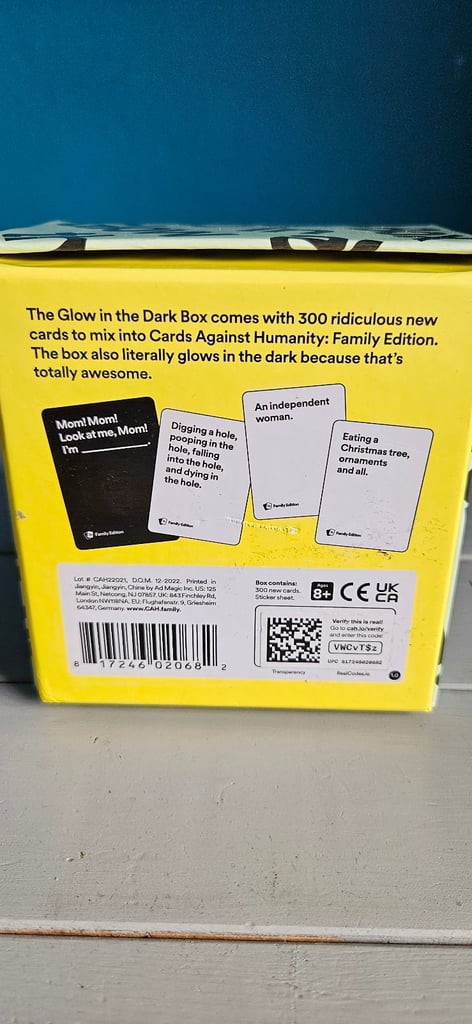 The Glow in the Dark Box comes with 300 ridiculous new
cards to mix into Cards Against Humanity: Family Edition.
The box also literally glows in the dark because that's
totally awesome.
Mom! Mom!
Look at me, Mom!
I'm ________.
Family Edition
Digging a hole,
pooping in the
hole, falling
into the hole,
and dying in
the hole.
Family Edition
An independent
woman.
Family Edition
Eating a
Christmas tree,
ornaments
and all.
Family Edition
Lot # CAH22021, D.O.M. 12-2022. Printed in
Jiangyin, Jiangyin, China by Ad Magic Inc. US: 125
Main St, Netcong, NJ 07857. UK: 843 Finchley Rd,
London NW118NA. EU: Flughafenstr. 9, Griesheim
64347, Germany. www.CAH.family.
8 17246 02068 2
Box contains:
300 new cards.
Sticker sheet.
Ages
8+
CE
UK
CA
Verify this is real!
Go to cah.io/verify
and enter this code:
VWCvT$z
UPC 817246020682
Transparency
RealCodes.io
1.0